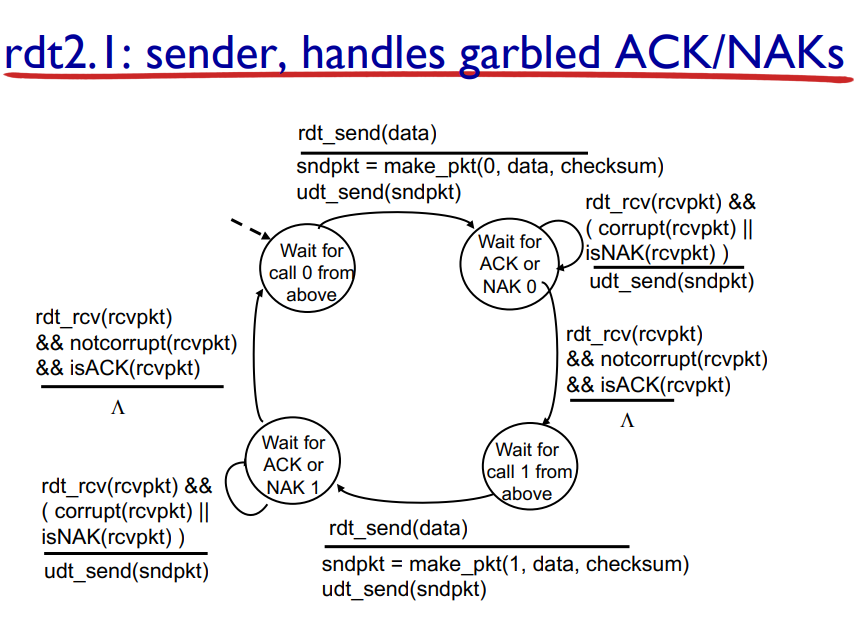 rdt2.1: sender, handles garbled ACK/NAKs
rdt_send(data)
sndpkt = make_pkt(0, data, checksum)
udt_send(sndpkt)
Wait for
call 0 from
above
Wait for
ACK or
NAK 0
rdt_rcv(rcvpkt) &&
( corrupt(rcvpkt) ||
isNAK(rcvpkt) )
udt_send(sndpkt)
rdt_rcv(rcvpkt)
&& notcorrupt(rcvpkt)
&& isACK(rcvpkt)
Λ
rdt_rcv(rcvpkt)
&& notcorrupt(rcvpkt)
&& isACK(rcvpkt)
Λ
Wait for
ACK or
NAK 1
Wait for
call 1 from
above
rdt_rcv(rcvpkt) &&
( corrupt(rcvpkt) ||
isNAK(rcvpkt) )
udt_send(sndpkt)
rdt_send(data)
sndpkt = make_pkt(1, data, checksum)
udt_send(sndpkt)